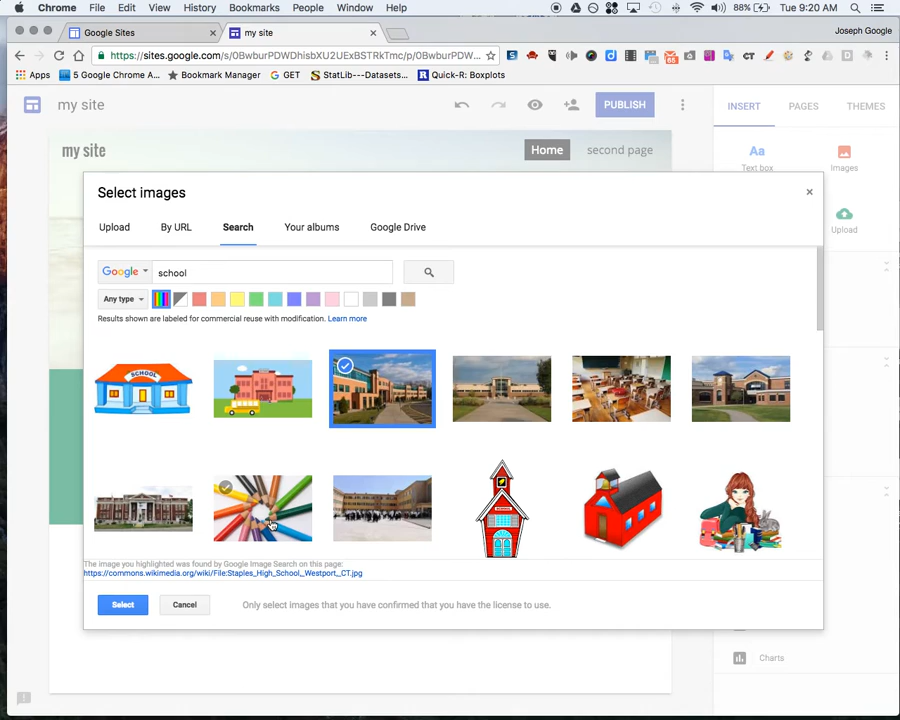 Chrome File Edit View History Bookmarks People Window Help 88% Tue 9:20 AM
Google Sites my site Joseph Google
https://sites.google.com/s/0BwburPDWDhisbXU2UExBSTRkTmc/p/0BwburPDW...
Apps 5 Google Chrome A... Bookmark Manager GET StatLib---Datasets... Quick-R: Boxplots
my site PUBLISH INSERT PAGES THEMES
my site Home second page
Aa
Text box Images
Select images
Upload By URL Search Your albums Google Drive
Upload
Google school
Any type
Results shown are labeled for commercial reuse with modification. Learn more
SCHOOL
The image you highlighted was found by Google Image Search on this page:
https://commons.wikimedia.org/wiki/File:Staples_High_School_Westport_CT.jpg
Select Cancel Only select images that you have confirmed that you have the license to use.
Charts